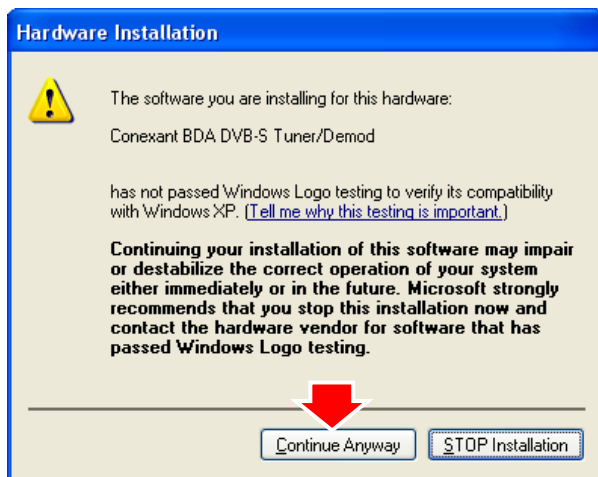 Hardware Installation
The software you are installing for this hardware:
Conexant BDA DVB-S Tuner/Demod
has not passed Windows Logo testing to verify its compatibility
with Windows XP. (Tell me why this testing is important.)
Continuing your installation of this software may impair
or destabilize the correct operation of your system
either immediately or in the future. Microsoft strongly
recommends that you stop this installation now and
contact the hardware vendor for software that has
passed Windows Logo testing.
Continue Anyway STOP Installation